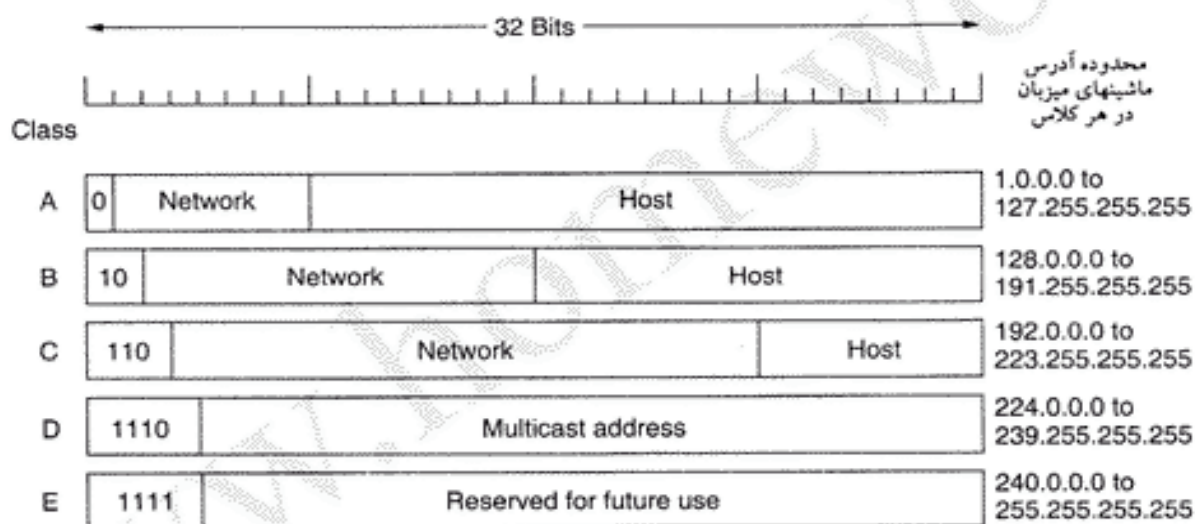 32 Bits
محدوده آدرس
ماشینهای میزبان
در هر کلاس
Class
A 0 Network Host 1.0.0.0 to
127.255.255.255
B 10 Network Host 128.0.0.0 to
191.255.255.255
C 110 Network Host 192.0.0.0 to
223.255.255.255
D 1110 Multicast address 224.0.0.0 to
239.255.255.255
E 1111 Reserved for future use 240.0.0.0 to
255.255.255.255